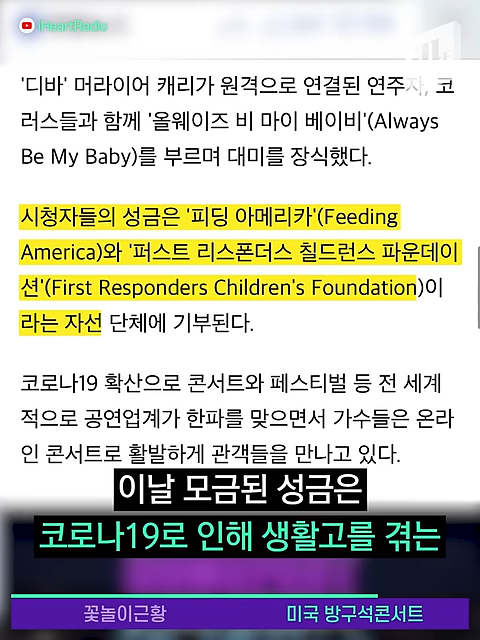 iHeartRadio
'디바' 머라이어 캐리가 원격으로 연결된 연주자, 코
러스들과 함께 '올웨이즈 비 마이 베이비'(Always
Be My Baby)를 부르며 대미를 장식했다.
시청자들의 성금은 '피딩 아메리카'(Feeding
America)와 '퍼스트 리스폰더스 칠드런스 파운데이
션'(First Responders Children's Foundation)이
라는 자선 단체에 기부된다.
코로나19 확산으로 콘서트와 페스티벌 등 전 세계
적으로 공연업계가 한파를 맞으면서 가수들은 온라
인 콘서트로 활발하게 관객들을 만나고 있다.
이날 모금된 성금은
코로나19로 인해 생활고를 겪는
꽃놀이근황 미국 방구석콘서트